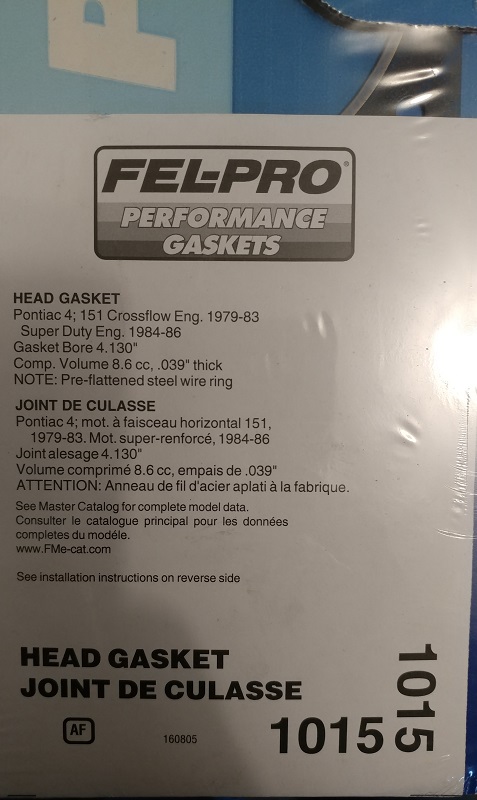 P
FEL-PRO®
PERFORMANCE
GASKETS
HEAD GASKET
Pontiac 4; 151 Crossflow Eng. 1979-83
Super Duty Eng. 1984-86
Gasket Bore 4.130"
Comp. Volume 8.6 cc, .039" thick
NOTE: Pre-flattened steel wire ring
JOINT DE CULASSE
Pontiac 4; mot. à faisceau horizontal 151,
1979-83. Mot. super-renforcé, 1984-86
Joint alesage 4.130"
Volume comprimé 8.6 cc, empais de .039"
ATTENTION: Anneau de fil d'acier aplati à la fabrique.
See Master Catalog for complete model data.
Consulter le catalogue principal pour les données
completes du modéle.
www.FMe-cat.com
See installation instructions on reverse side
HEAD GASKET
JOINT DE CULASSE
AF
160805
1015
1015